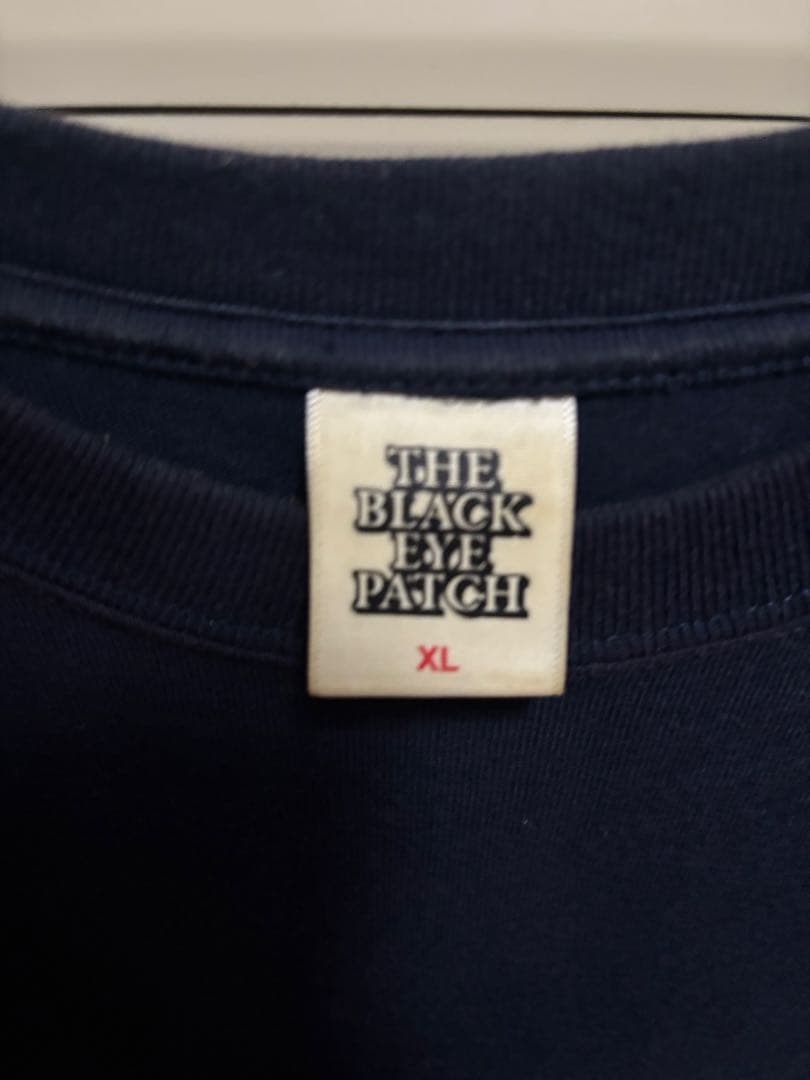 THE
BLACK
EYE
PATCH
XL